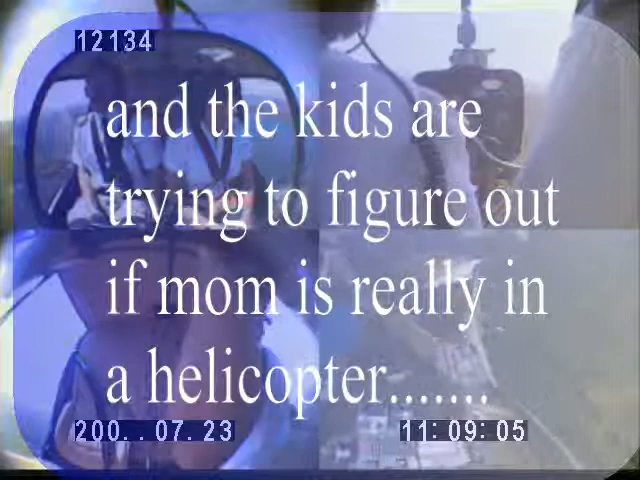 12134
and the kids are
trying to figure out
if mom is really in
a helicopter.......
200. . 07. 23
11: 09: 05